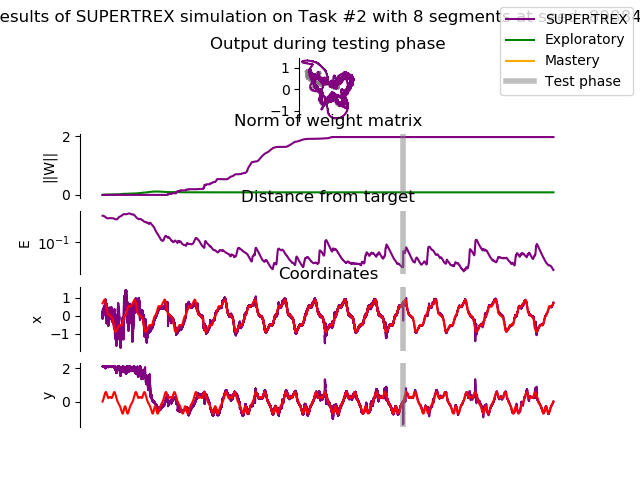 esults of SUPERTREX simulation on Task #2 with 8 segments at
SUPERTREX
Exploratory
Mastery
Test phase
Output during testing phase
1
0
−1
Norm of weight matrix
||W||
2
0
Distance from target
E
10⁻¹
Coordinates
x
1
0
−1
y
2
0